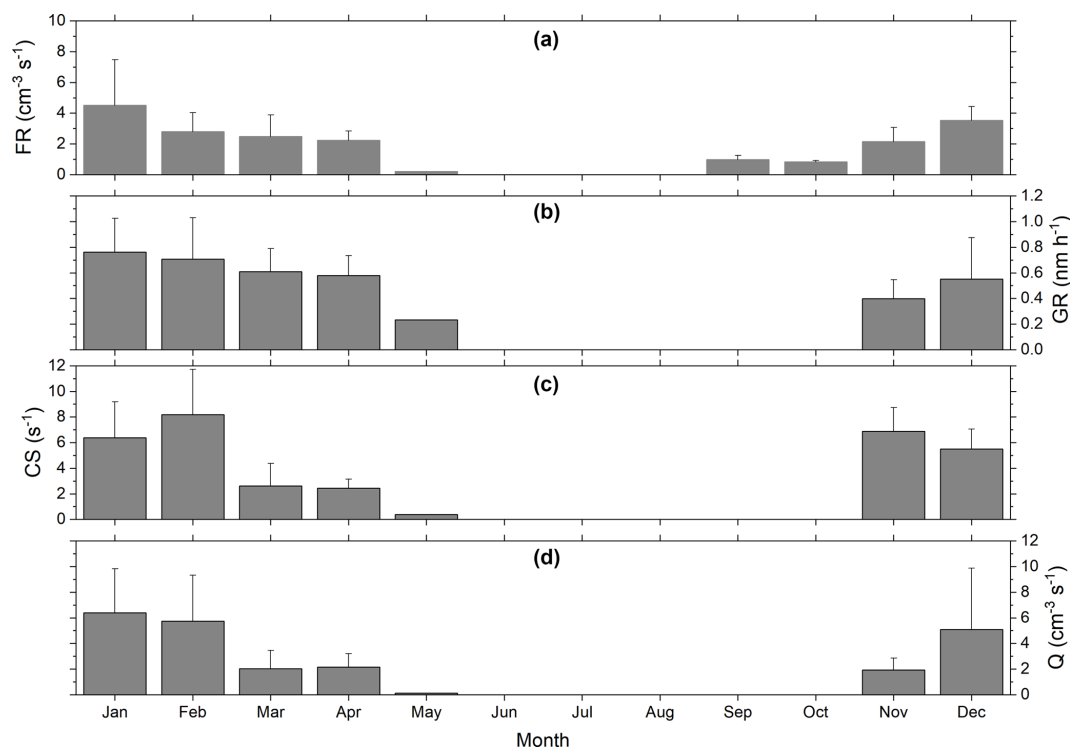 (a)
FR (cm⁻³ s⁻¹)
10
8
6
4
2
0
(b)
GR (nm h⁻¹)
1.2
1.0
0.8
0.6
0.4
0.2
0.0
(c)
CS (s⁻¹)
12
10
8
6
4
2
0
(d)
Q (cm⁻³ s⁻¹)
12
10
8
6
4
2
0
Jan Feb Mar Apr May Jun Jul Aug Sep Oct Nov Dec
Month